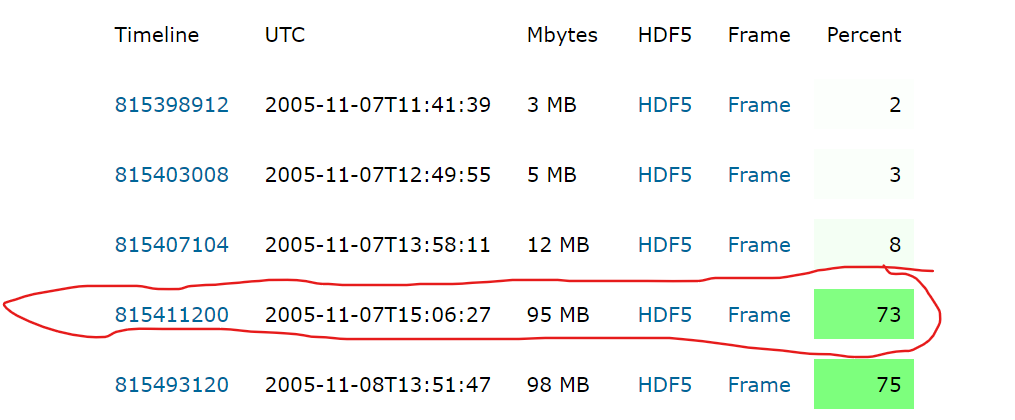 Timeline UTC Mbytes HDF5 Frame Percent
815398912 2005-11-07T11:41:39 3 MB HDF5 Frame 2
815403008 2005-11-07T12:49:55 5 MB HDF5 Frame 3
815407104 2005-11-07T13:58:11 12 MB HDF5 Frame 8
815411200 2005-11-07T15:06:27 95 MB HDF5 Frame 73
815493120 2005-11-08T13:51:47 98 MB HDF5 Frame 75